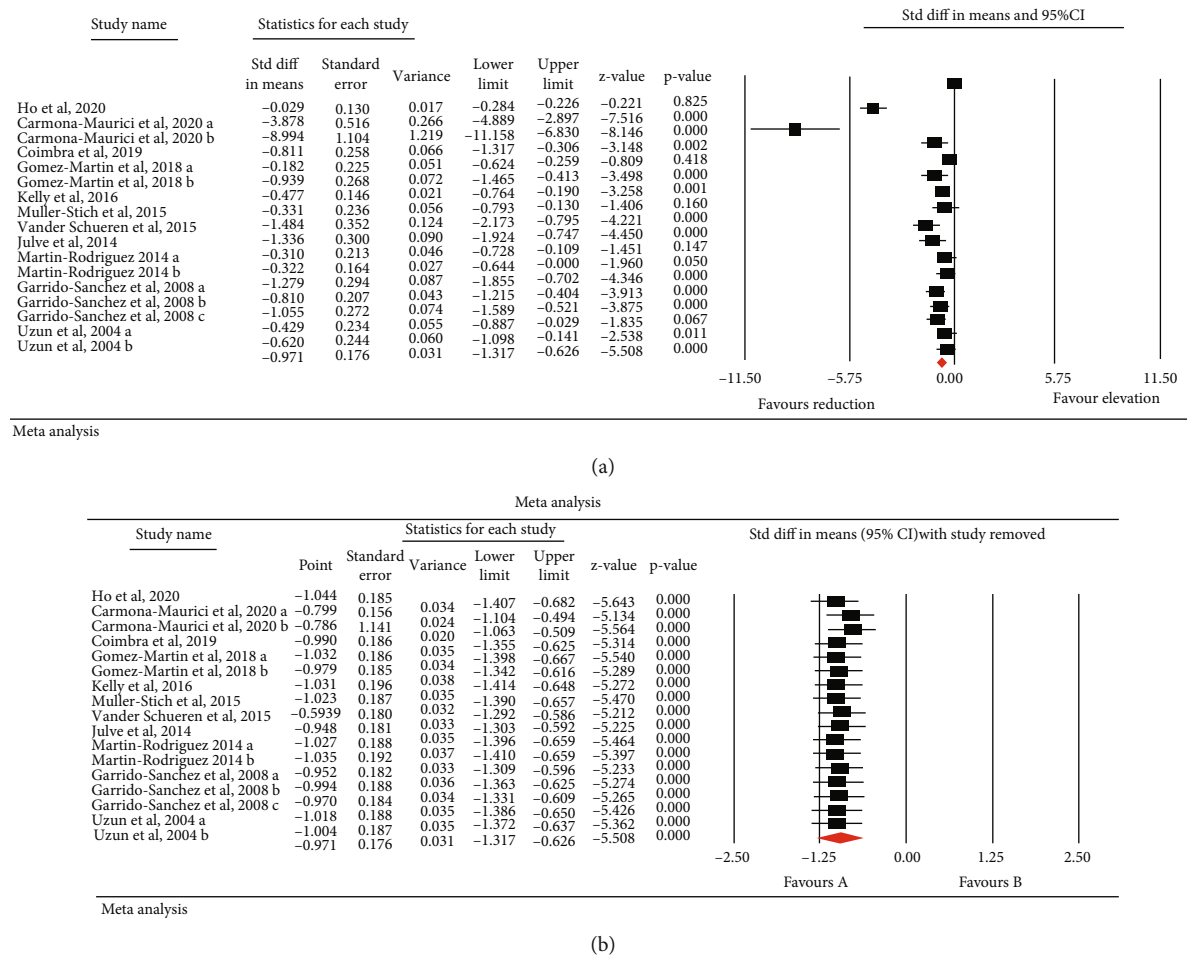 Study name Statistics for each study Std diff in means and 95%CI
Std diff in means Standard error Variance Lower limit Upper limit z-value p-value
Ho et al, 2020 −0.029 0.130 0.017 −0.284 −0.226 −0.221 0.825
Carmona-Maurici et al, 2020 a −3.878 0.516 0.266 −4.889 −2.897 −7.516 0.000
Carmona-Maurici et al, 2020 b −8.994 1.104 1.219 −11.158 −6.830 −8.146 0.000
Coimbra et al, 2019 −0.811 0.258 0.066 −1.317 −0.306 −3.148 0.002
Gomez-Martin et al, 2018 a −0.182 0.225 0.051 −0.624 −0.259 −0.809 0.418
Gomez-Martin et al, 2018 b −0.939 0.268 0.072 −1.465 −0.413 −3.498 0.000
Kelly et al, 2016 −0.477 0.146 0.021 −0.764 −0.190 −3.258 0.001
Muller-Stich et al, 2015 −0.331 0.236 0.056 −0.793 −0.130 −1.406 0.160
Vander Schueren et al, 2015 −1.484 0.352 0.124 −2.173 −0.795 −4.221 0.000
Julve et al, 2014 −1.336 0.300 0.090 −1.924 −0.747 −4.450 0.000
Martin-Rodriguez 2014 a −0.310 0.213 0.046 −0.728 −0.109 −1.451 0.147
Martin-Rodriguez 2014 b −0.322 0.164 0.027 −0.644 −0.000 −1.960 0.050
Garrido-Sanchez et al, 2008 a −1.279 0.294 0.087 −1.855 −0.702 −4.346 0.000
Garrido-Sanchez et al, 2008 b −0.810 0.207 0.043 −1.215 −0.404 −3.913 0.000
Garrido-Sanchez et al, 2008 c −1.055 0.272 0.074 −1.589 −0.521 −3.875 0.000
Uzun et al, 2004 a −0.429 0.234 0.055 −0.887 −0.029 −1.835 0.067
Uzun et al, 2004 b −0.620 0.244 0.060 −1.098 −0.141 −2.538 0.011
−0.971 0.176 0.031 −1.317 −0.626 −5.508 0.000
−11.50 −5.75 0.00 5.75 11.50
Favours reduction Favour elevation
Meta analysis
(a)
Meta analysis
Study name Statistics for each study Std diff in means (95% CI)with study removed
Point Standard error Variance Lower limit Upper limit z-value p-value
Ho et al, 2020 −1.044 0.185 0.034 −1.407 −0.682 −5.643 0.000
Carmona-Maurici et al, 2020 a −0.799 0.156 0.024 −1.104 −0.494 −5.134 0.000
Carmona-Maurici et al, 2020 b −0.786 1.141 0.020 −1.063 −0.509 −5.564 0.000
Coimbra et al, 2019 −0.990 0.186 0.035 −1.355 −0.625 −5.314 0.000
Gomez-Martin et al, 2018 a −1.032 0.186 0.035 −1.398 −0.667 −5.540 0.000
Gomez-Martin et al, 2018 b −0.979 0.185 0.034 −1.342 −0.616 −5.289 0.000
Kelly et al, 2016 −1.031 0.196 0.038 −1.414 −0.648 −5.272 0.000
Muller-Stich et al, 2015 −1.023 0.187 0.035 −1.390 −0.657 −5.470 0.000
Vander Schueren et al, 2015 −0.5939 0.180 0.032 −1.292 −0.586 −5.212 0.000
Julve et al, 2014 −0.948 0.181 0.033 −1.303 −0.592 −5.225 0.000
Martin-Rodriguez 2014 a −1.027 0.188 0.035 −1.396 −0.659 −5.464 0.000
Martin-Rodriguez 2014 b −1.035 0.192 0.037 −1.410 −0.659 −5.397 0.000
Garrido-Sanchez et al, 2008 a −0.952 0.182 0.033 −1.309 −0.596 −5.233 0.000
Garrido-Sanchez et al, 2008 b −0.994 0.188 0.036 −1.363 −0.625 −5.274 0.000
Garrido-Sanchez et al, 2008 c −0.970 0.184 0.034 −1.331 −0.609 −5.265 0.000
Uzun et al, 2004 a −1.018 0.188 0.035 −1.386 −0.650 −5.426 0.000
Uzun et al, 2004 b −1.004 0.187 0.035 −1.372 −0.637 −5.362 0.000
−0.971 0.176 0.031 −1.317 −0.626 −5.508 0.000
−2.50 −1.25 0.00 1.25 2.50
Favours A Favours B
Meta analysis
(b)